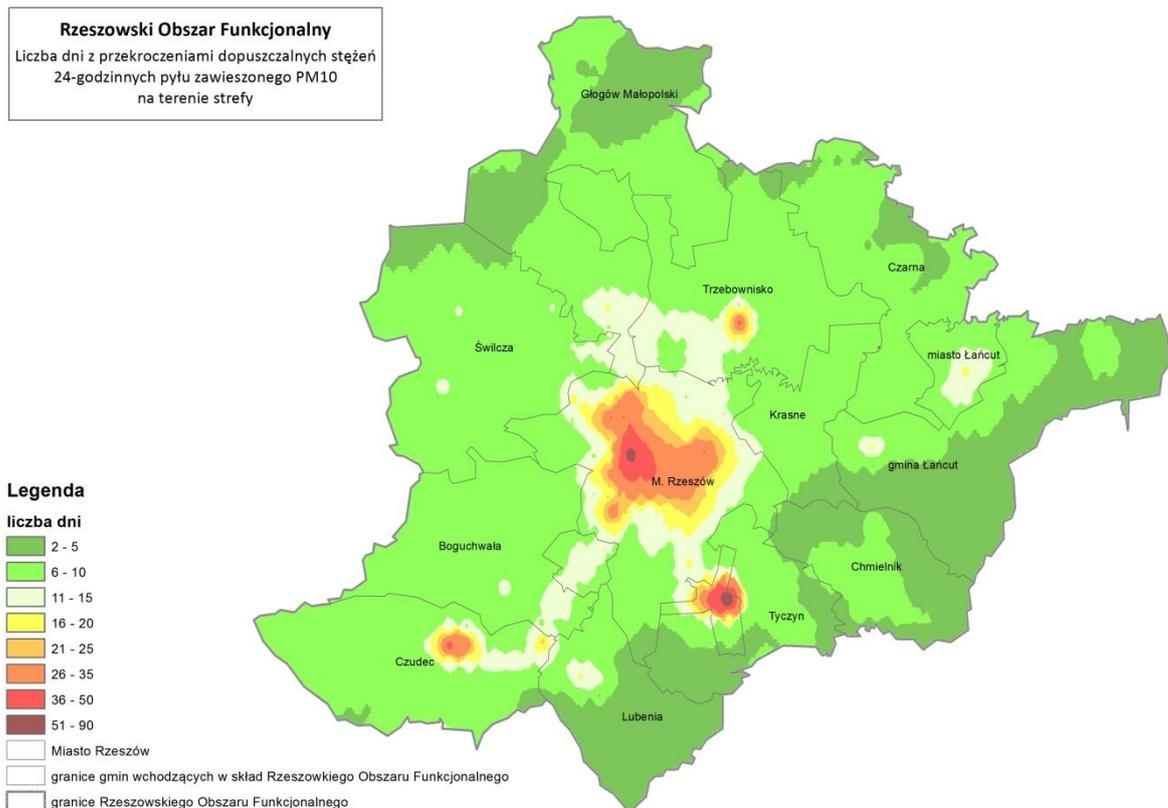 Rzeszowski Obszar Funkcjonalny
Liczba dni z przekroczeniami dopuszczalnych stężeń
24-godzinnych pyłu zawieszonego PM10
na terenie strefy
Głogów Małopolski
Czarna
Trzebownisko
Świlcza
miasto Łańcut
Krasne
gmina Łańcut
M. Rzeszów
Boguchwała
Chmielnik
Tyczyn
Czudec
Lubenia
Legenda
liczba dni
2 - 5
6 - 10
11 - 15
16 - 20
21 - 25
26 - 35
36 - 50
51 - 90
Miasto Rzeszów
granice gmin wchodzących w skład Rzeszowkiego Obszaru Funkcjonalnego
granice Rzeszowskiego Obszaru Funkcjonalnego